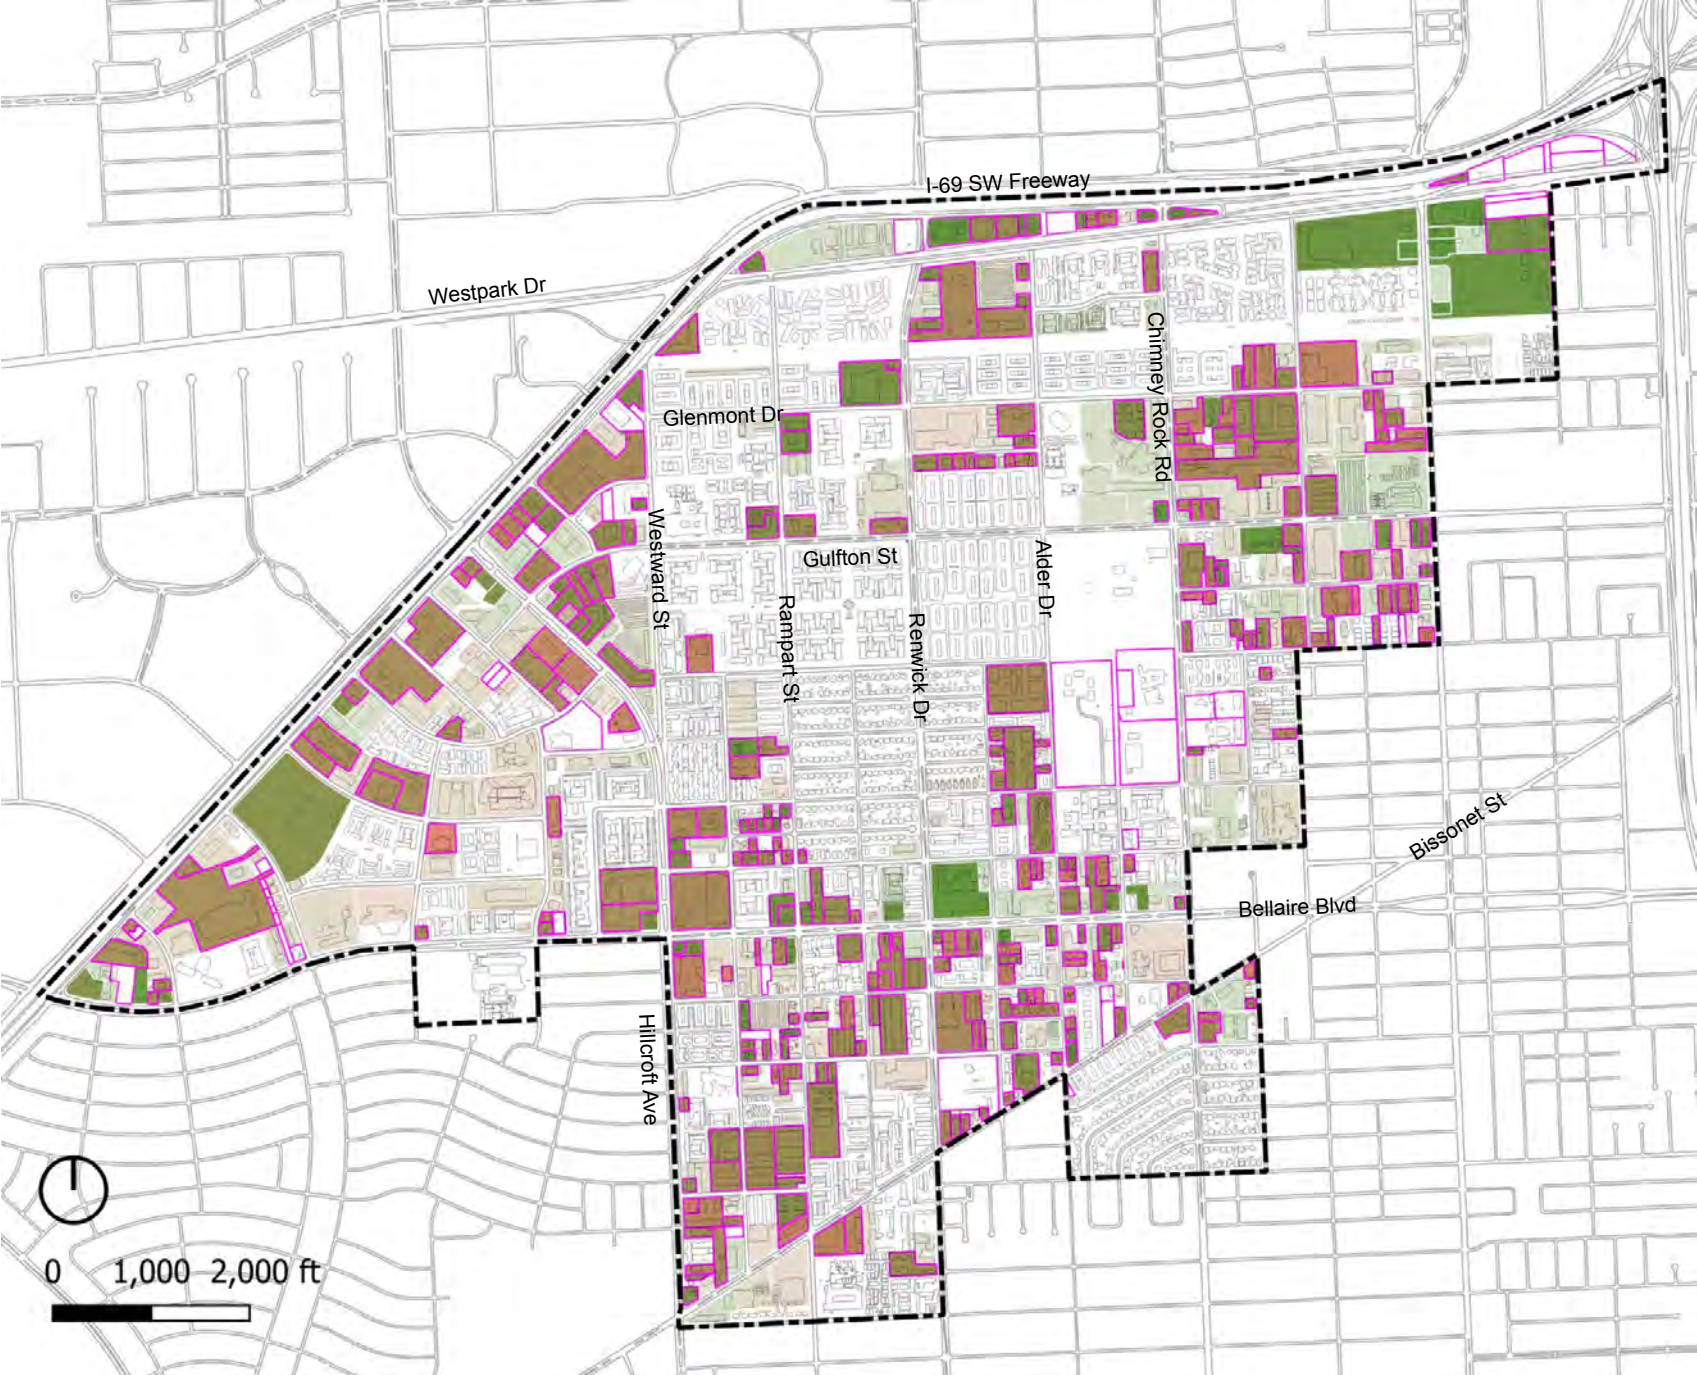 I-69 SW Freeway
Westpark Dr
Chimney Rock Rd
Glenmont Dr
Westward St
Gulfton St
Alder Dr
Rampart St
Renwick Dr
Bissonet St
Bellaire Blvd
Hillcroft Ave
0 1,000 2,000 ft